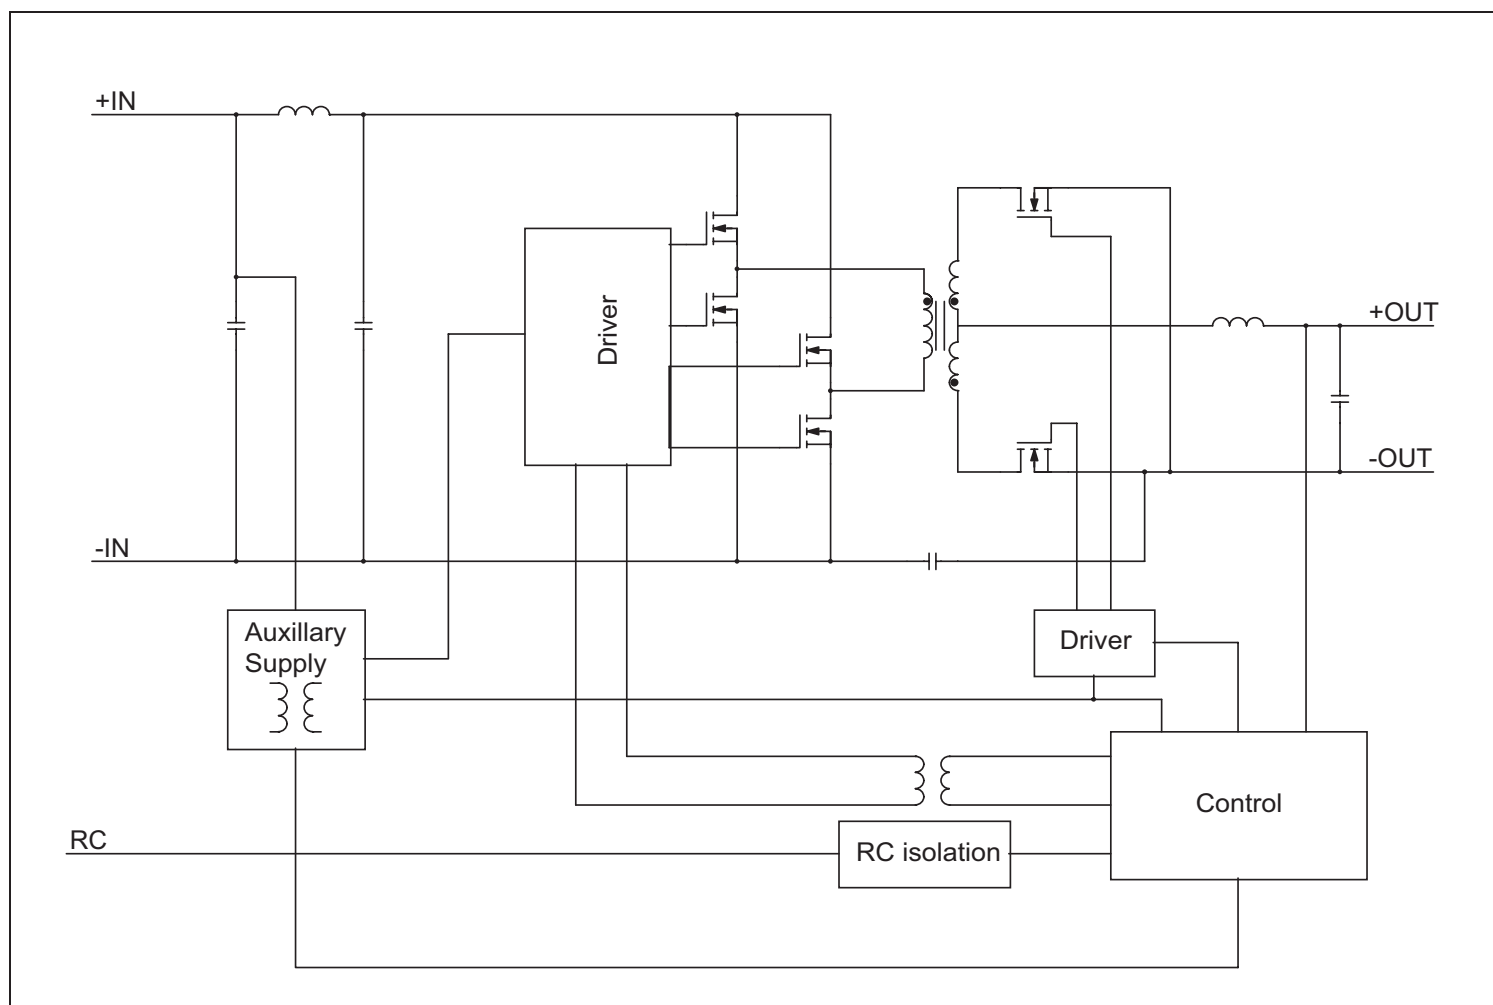 +IN
+OUT
Driver
-OUT
-IN
Auxillary
Supply
Driver
Control
RC
RC isolation